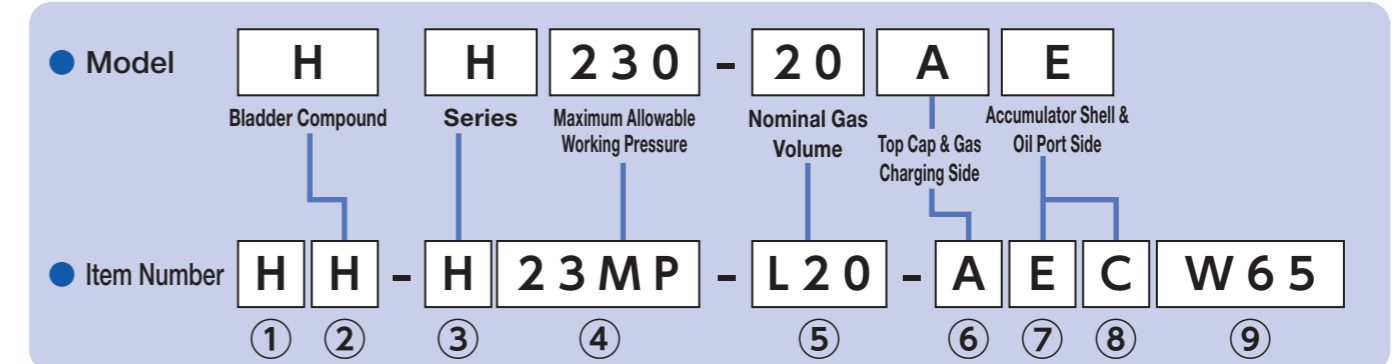 ● Model H H 230 - 20 A E
Bladder Compound Series Maximum Allowable Working Pressure Nominal Gas Volume Top Cap & Gas Charging Side Accumulator Shell & Oil Port Side
● Item Number H H - H 23MP - L20 - A E C W65
① ② ③ ④ ⑤ ⑥ ⑦ ⑧ ⑨